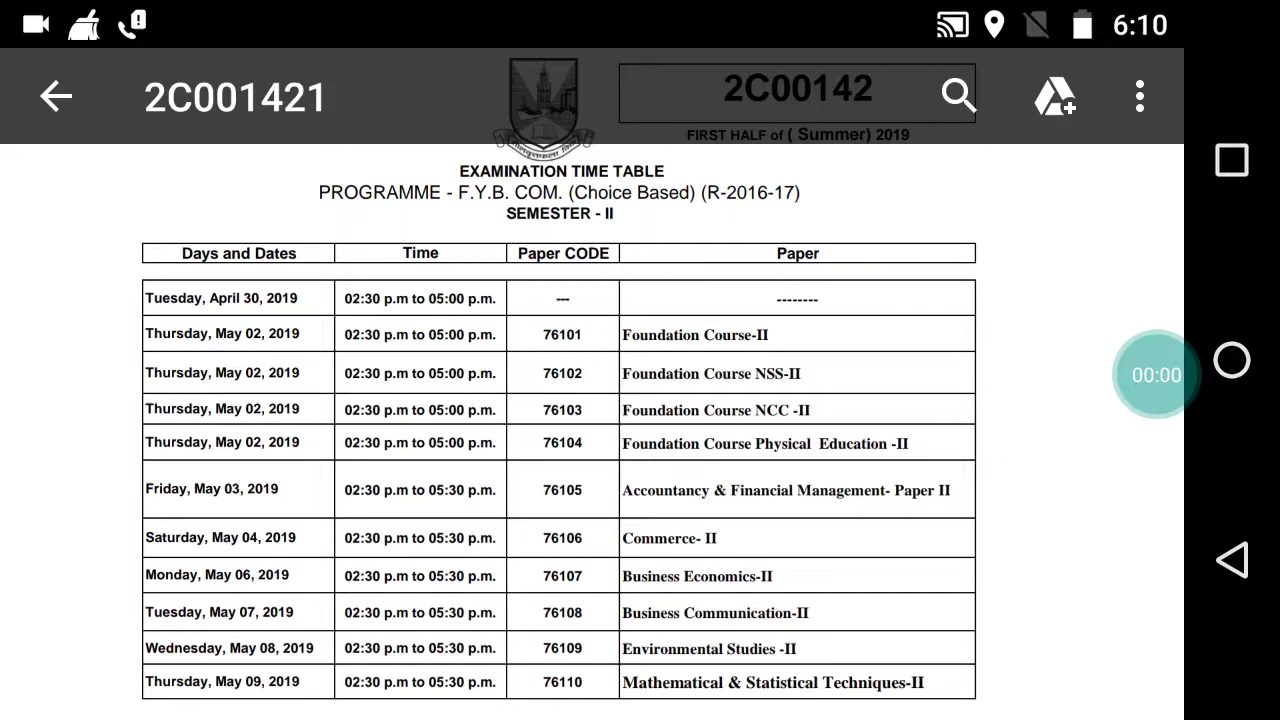 6:10
2C001421
2C00142
FIRST HALF of ( Summer) 2019
EXAMINATION TIME TABLE
PROGRAMME - F.Y.B. COM. (Choice Based) (R-2016-17)
SEMESTER - II
Days and Dates Time Paper CODE Paper
Tuesday, April 30, 2019 02:30 p.m to 05:00 p.m. --- --------
Thursday, May 02, 2019 02:30 p.m to 05:00 p.m. 76101 Foundation Course-II
Thursday, May 02, 2019 02:30 p.m to 05:00 p.m. 76102 Foundation Course NSS-II
Thursday, May 02, 2019 02:30 p.m to 05:00 p.m. 76103 Foundation Course NCC -II
Thursday, May 02, 2019 02:30 p.m to 05:00 p.m. 76104 Foundation Course Physical Education -II
Friday, May 03, 2019 02:30 p.m to 05:30 p.m. 76105 Accountancy & Financial Management- Paper II
Saturday, May 04, 2019 02:30 p.m to 05:30 p.m. 76106 Commerce- II
Monday, May 06, 2019 02:30 p.m to 05:30 p.m. 76107 Business Economics-II
Tuesday, May 07, 2019 02:30 p.m to 05:30 p.m. 76108 Business Communication-II
Wednesday, May 08, 2019 02:30 p.m to 05:30 p.m. 76109 Environmental Studies -II
Thursday, May 09, 2019 02:30 p.m to 05:30 p.m. 76110 Mathematical & Statistical Techniques-II
00:00